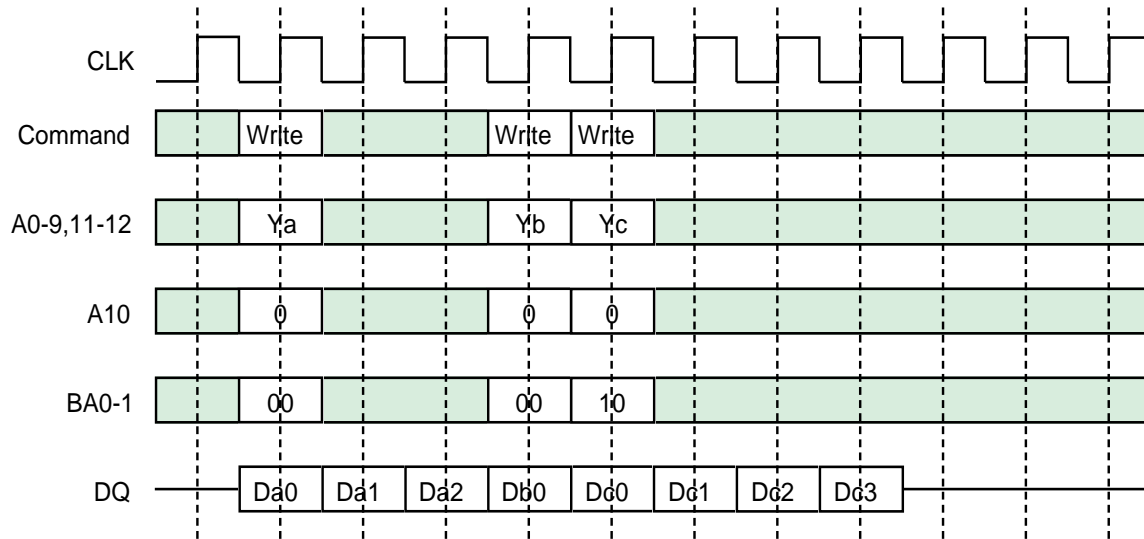 CLK
Command Write Write Write
A0-9,11-12 Ya Yb Yc
A10 0 0 0
BA0-1 00 00 10
DQ Da0 Da1 Da2 Db0 Dc0 Dc1 Dc2 Dc3